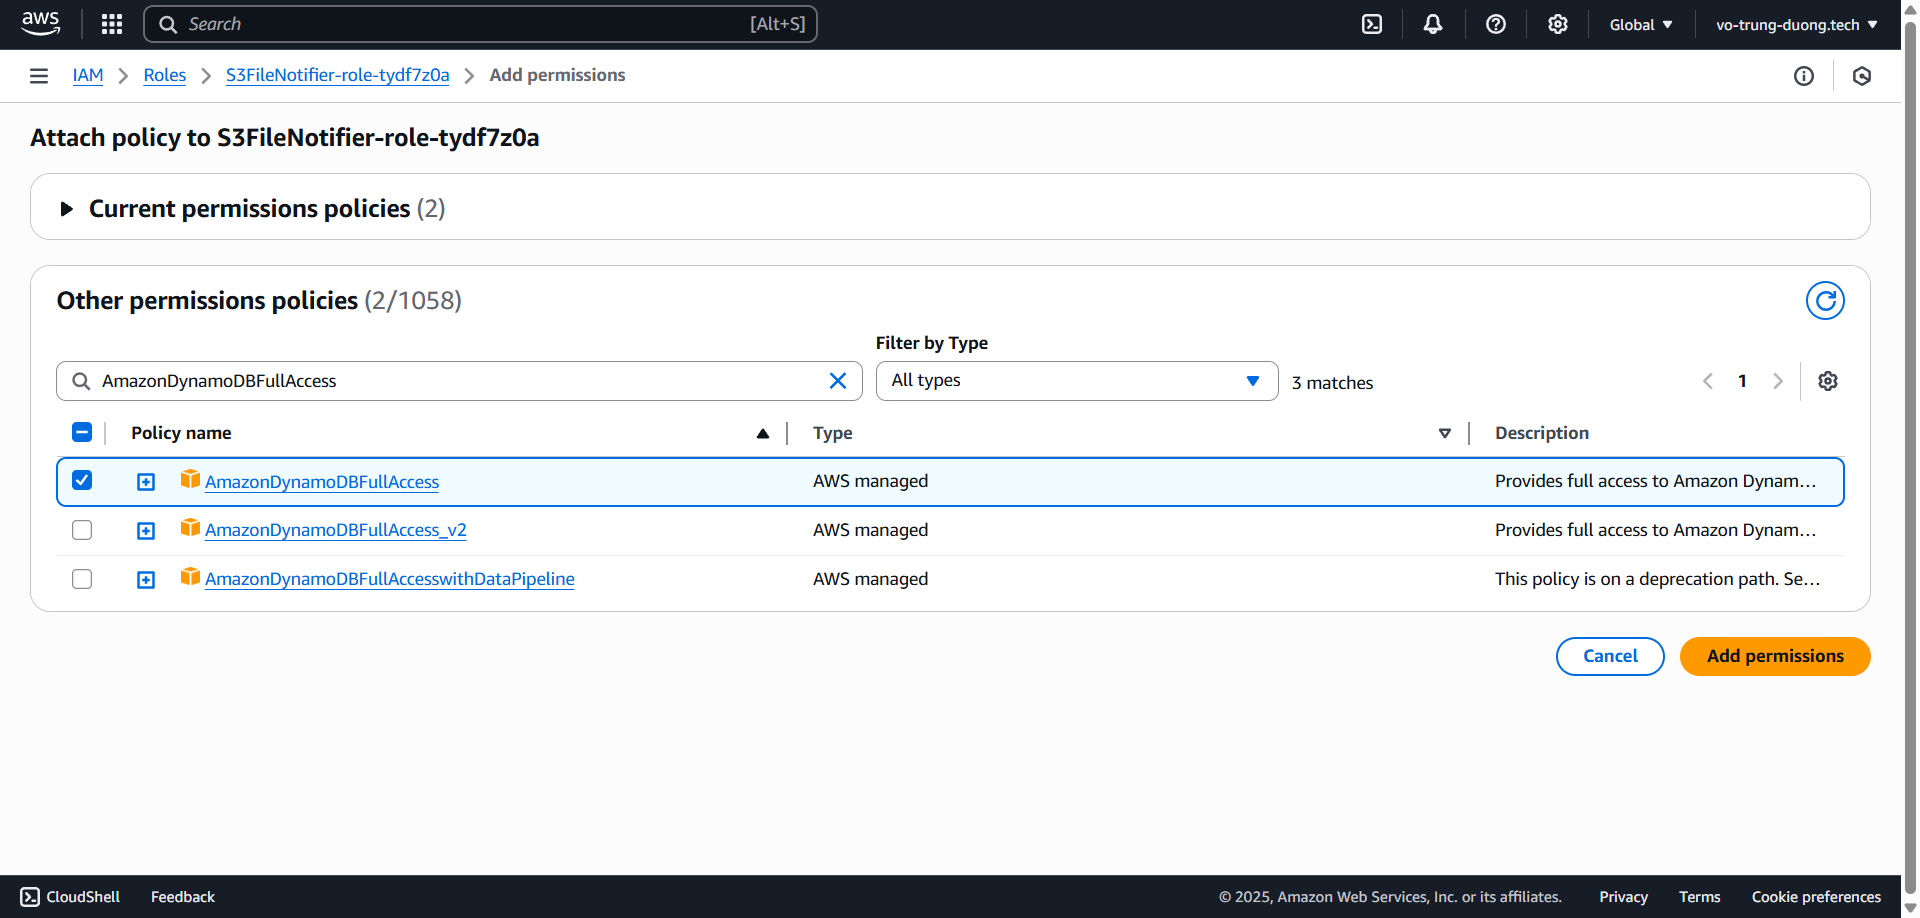 aws
Search [Alt+S] Global vo-trung-duong.tech
IAM > Roles > S3FileNotifier-role-tydf7z0a > Add permissions
Attach policy to S3FileNotifier-role-tydf7z0a
Current permissions policies (2)
Other permissions policies (2/1058)
Filter by Type
AmazonDynamoDBFullAccess All types 3 matches 1
Policy name Type Description
AmazonDynamoDBFullAccess AWS managed Provides full access to Amazon Dynam...
AmazonDynamoDBFullAccess_v2 AWS managed Provides full access to Amazon Dynam...
AmazonDynamoDBFullAccesswithDataPipeline AWS managed This policy is on a deprecation path. Se...
Cancel Add permissions
CloudShell Feedback © 2025, Amazon Web Services, Inc. or its affiliates. Privacy Terms Cookie preferences